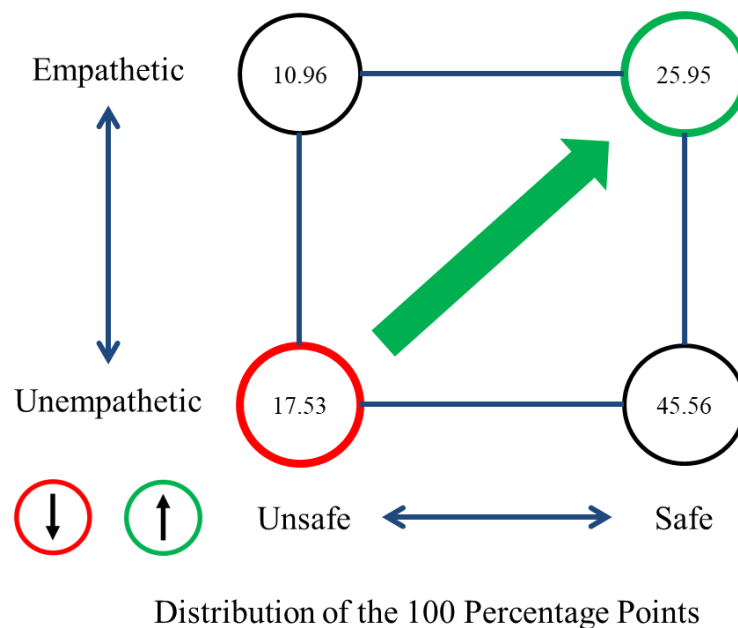 Empathetic
10.96
25.95
Unempathetic
17.53
45.56
Unsafe
Safe
Distribution of the 100 Percentage Points